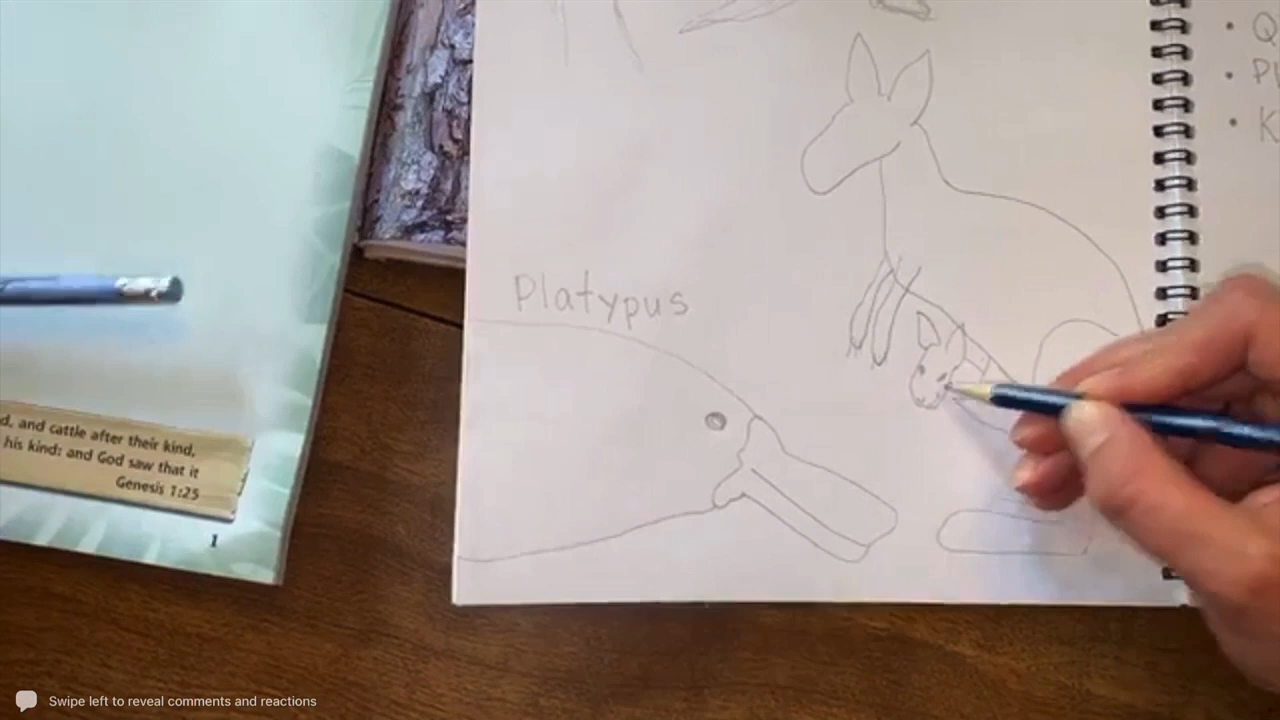 Platypus
d, and cattle after their kind,
his kind: and God saw that it
Genesis 1:25
1
• Q
• Pl
• K
Swipe left to reveal comments and reactions